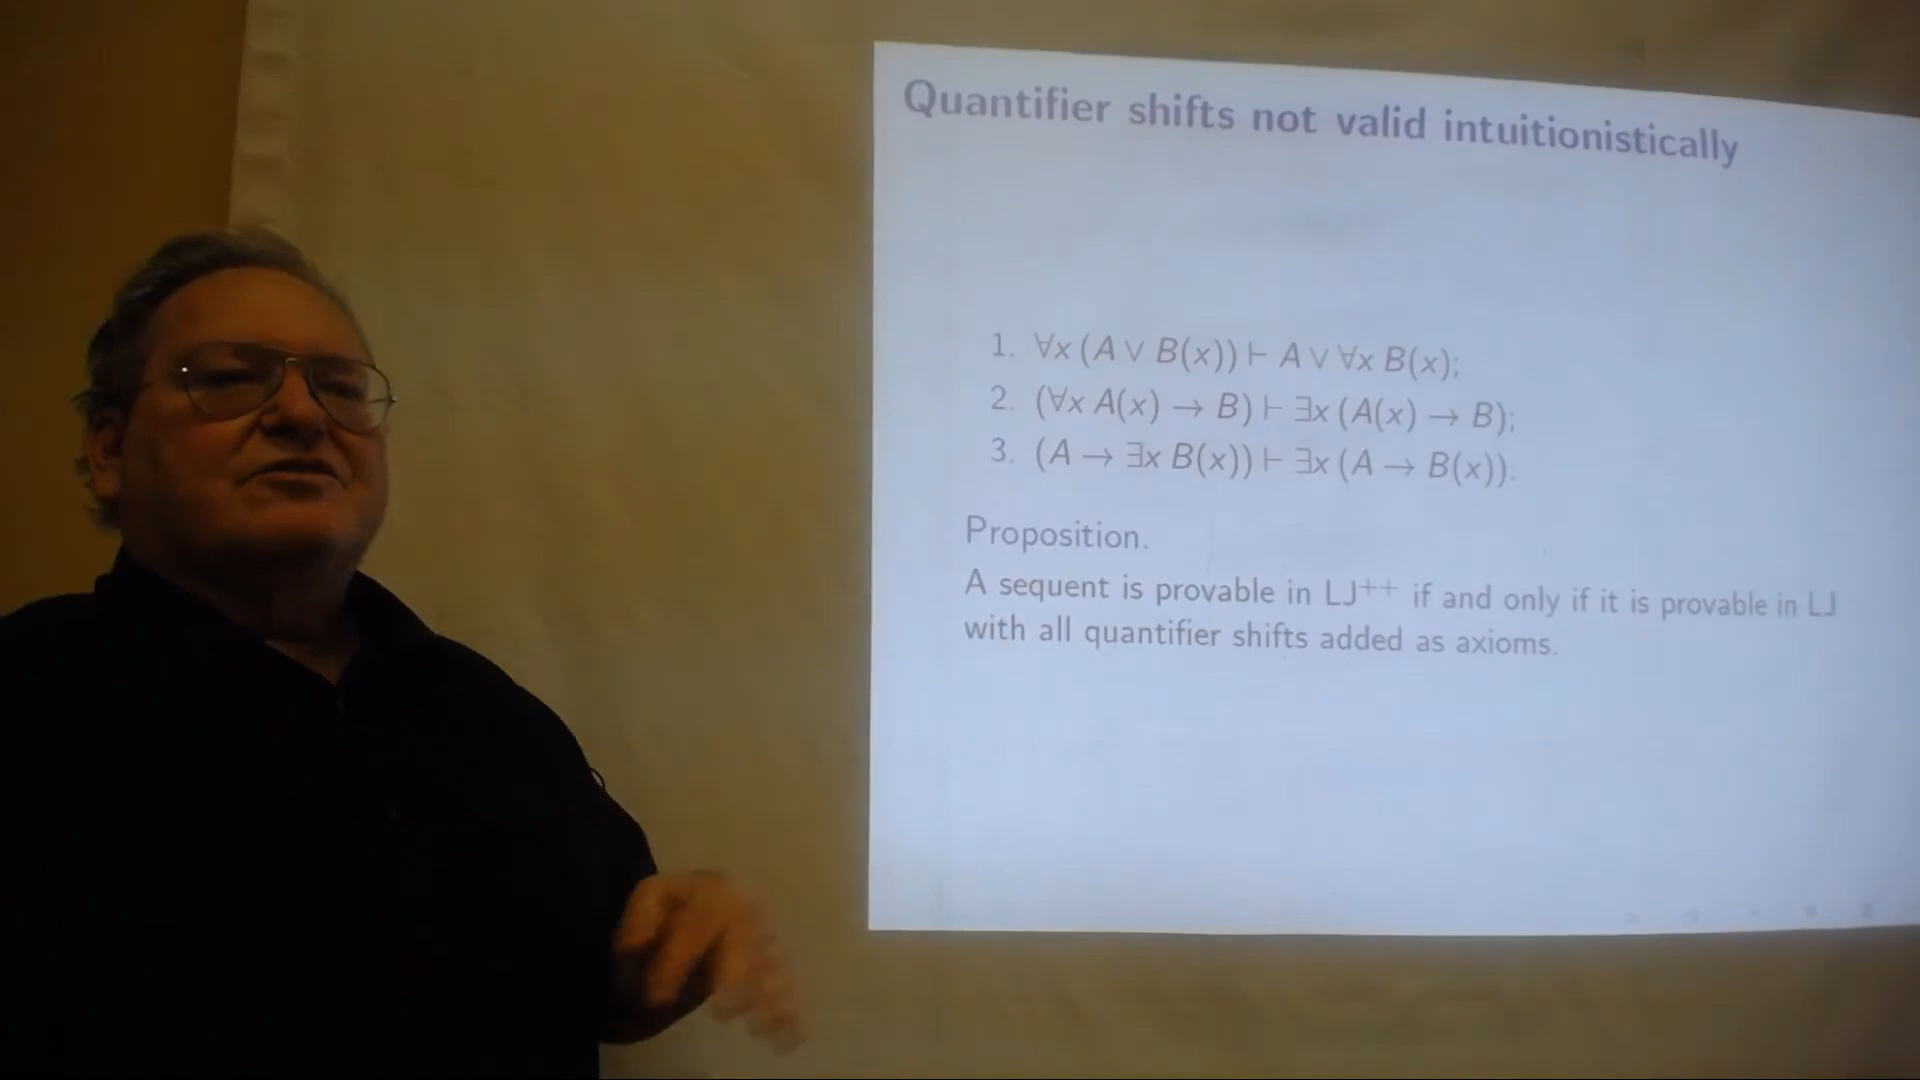 Quantifier shifts not valid intuitionistically
1. ∀x (A ∨ B(x)) ⊢ A ∨ ∀x B(x);
2. (∀x A(x) → B) ⊢ ∃x (A(x) → B);
3. (A → ∃x B(x)) ⊢ ∃x (A → B(x)).
Proposition.
A sequent is provable in LJ⁺⁺ if and only if it is provable in LJ
with all quantifier shifts added as axioms.